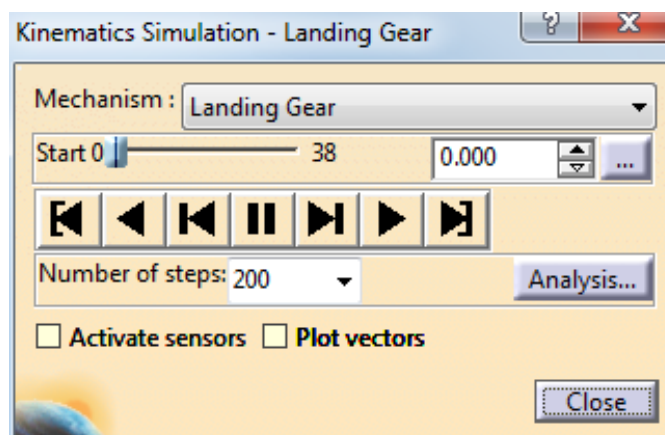 Kinematics Simulation - Landing Gear
Mechanism : Landing Gear
Start 0 38 0.000 ...
Number of steps: 200 Analysis...
Activate sensors Plot vectors
Close